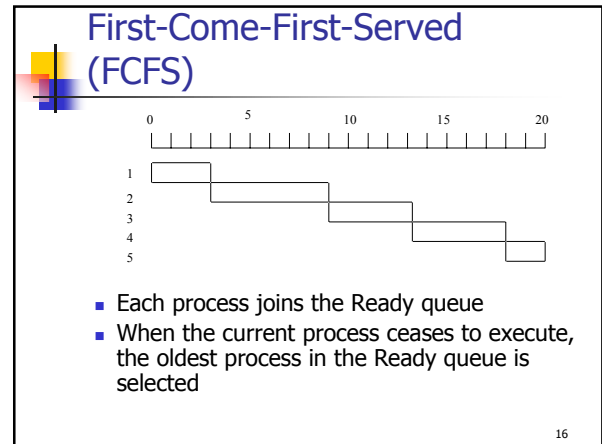 First-Come-First-Served
(FCFS)
0 5 10 15 20
1
2
3
4
5
Each process joins the Ready queue
When the current process ceases to execute,
the oldest process in the Ready queue is
selected
16